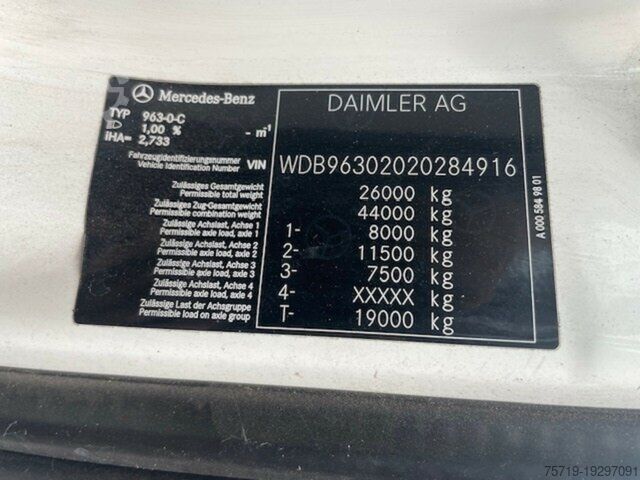 Mercedes-Benz
TYP 963-0-C
1,00 % - m⁻¹
iHA= 2,733
Fahrzeugidentifizierungsnummer
Vehicle Identification Number VIN
Zulässiges Gesamtgewicht
Permissible total weight
Zulässiges Zug-Gesamtgewicht
Permissible combination weight
Zulässige Achslast, Achse 1
Permissible axle load, axle 1
Zulässige Achslast, Achse 2
Permissible axle load, axle 2
Zulässige Achslast, Achse 3
Permissible axle load, axle 3
Zulässige Achslast, Achse 4
Permissible axle load, axle 4
Zulässige Last der Achsgruppe
Permissible load on axle group
DAIMLER AG
WDB96302020284916
26000 kg
44000 kg
1- 8000 kg
2- 11500 kg
3- 7500 kg
4- XXXXX kg
T- 19000 kg
A 000 584 98 01
75719-19297091